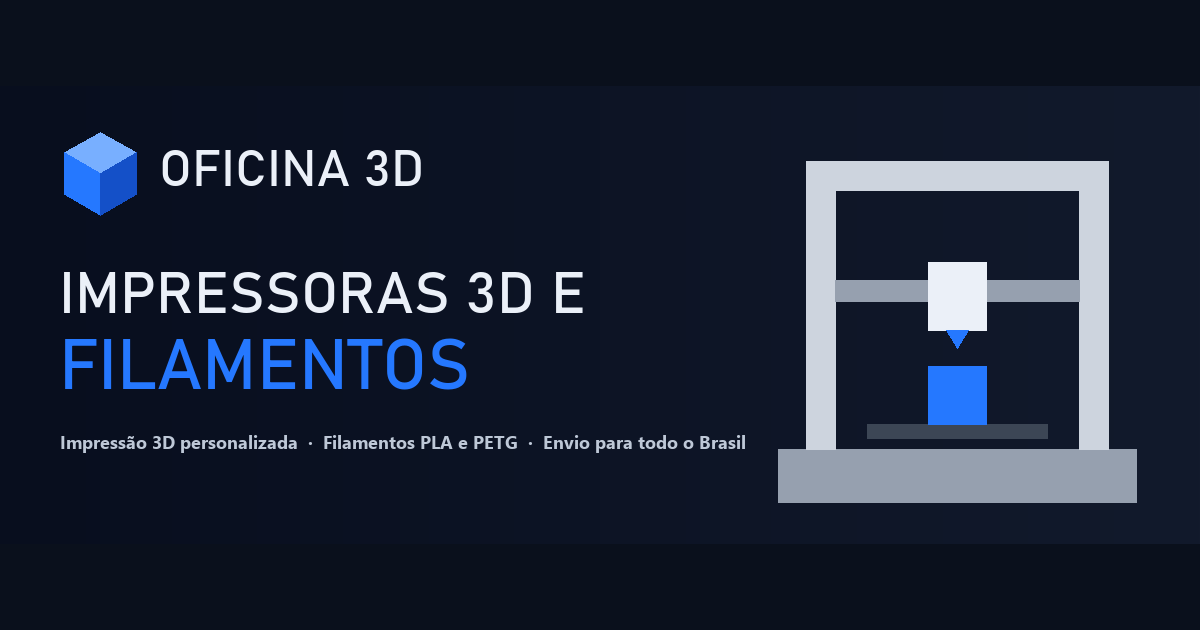 OFICINA 3D
IMPRESSORAS 3D E
FILAMENTOS
Impressão 3D personalizada · Filamentos PLA e PETG · Envio para todo o Brasil